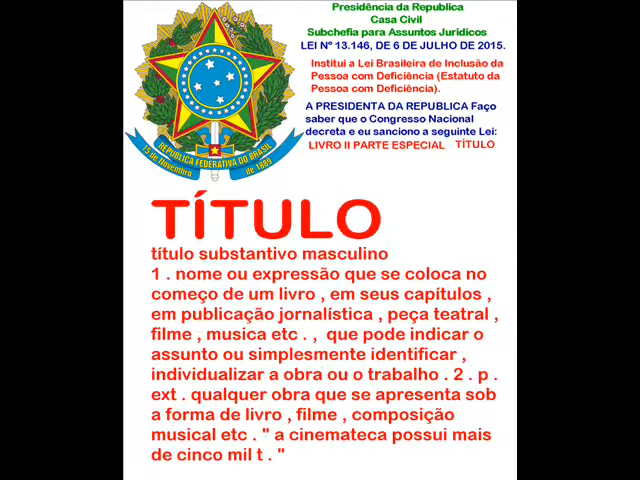 Presidência da Republica
Casa Civil
Subchefia para Assuntos Jurídicos
LEI Nº 13.146, DE 6 DE JULHO DE 2015.
Institui a Lei Brasileira de Inclusão da
Pessoa com Deficiência (Estatuto da
Pessoa com Deficiência).
A PRESIDENTA DA REPUBLICA Faço
saber que o Congresso Nacional
decreta e eu sanciono a seguinte Lei:
LIVRO II PARTE ESPECIAL TÍTULO
REPUBLICA FEDERATIVA DO BRASIL
15 de Novembro de 1889
TÍTULO
título substantivo masculino
1 . nome ou expressão que se coloca no
começo de um livro , em seus capítulos ,
em publicação jornalística , peça teatral ,
filme , musica etc . , que pode indicar o
assunto ou simplesmente identificar ,
individualizar a obra ou o trabalho . 2 . p .
ext . qualquer obra que se apresenta sob
a forma de livro , filme , composição
musical etc . " a cinemateca possui mais
de cinco mil t . "